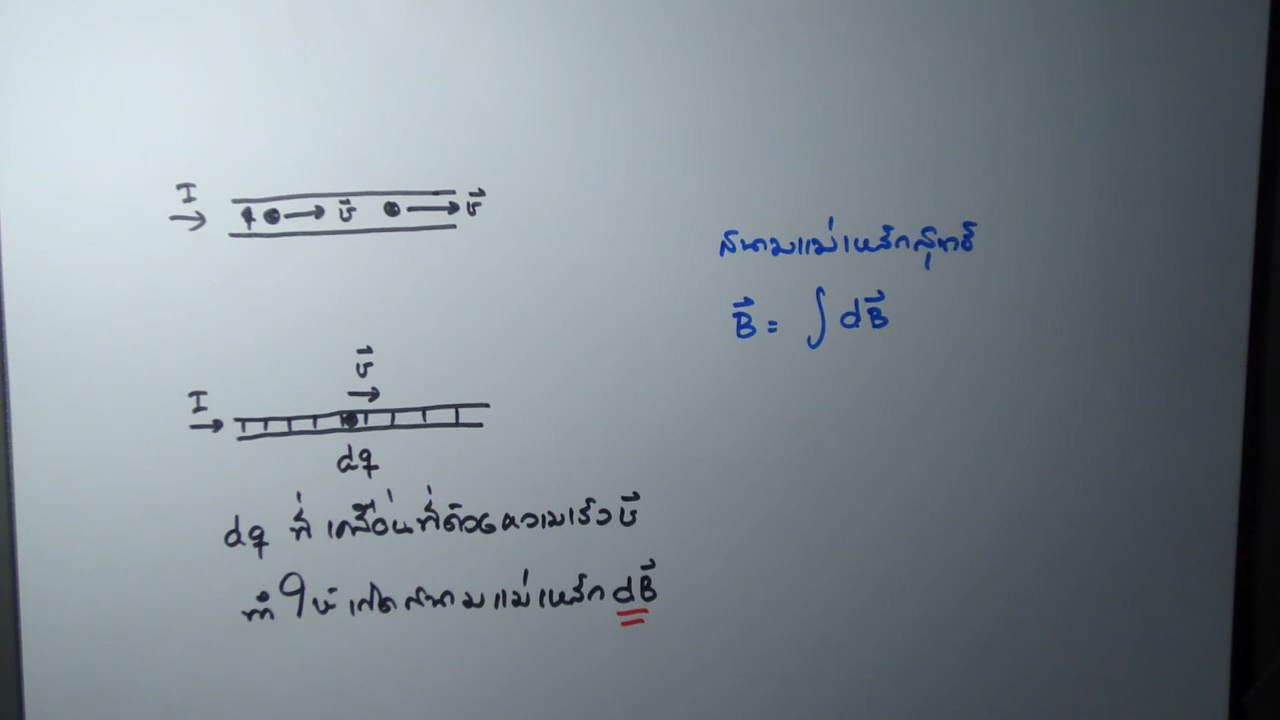 I
q v⃗ v⃗
v⃗
I
dq
dq ที่ เคลื่อนที่ด้วยความเร็ว v⃗
ทำให้เกิดสนามแม่เหล็ก dB⃗
สนามแม่เหล็กสุทธิ
B⃗ = ∫ dB⃗